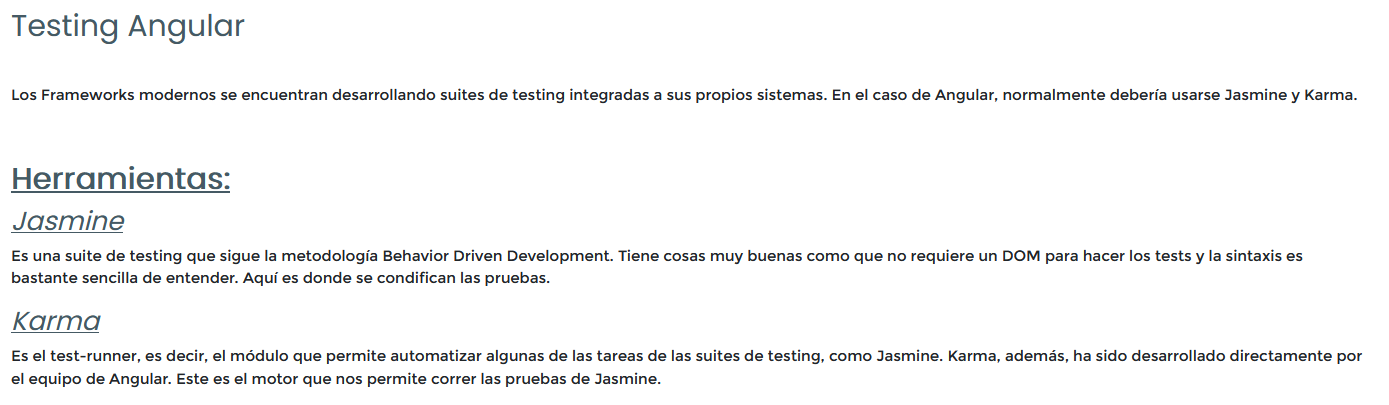 Testing Angular
Los Frameworks modernos se encuentran desarrollando suites de testing integradas a sus propios sistemas. En el caso de Angular, normalmente debería usarse Jasmine y Karma.
Herramientas:
Jasmine
Es una suite de testing que sigue la metodología Behavior Driven Development. Tiene cosas muy buenas como que no requiere un DOM para hacer los tests y la sintaxis es
bastante sencilla de entender. Aquí es donde se condifican las pruebas.
Karma
Es el test-runner, es decir, el módulo que permite automatizar algunas de las tareas de las suites de testing, como Jasmine. Karma, además, ha sido desarrollado directamente por
el equipo de Angular. Este es el motor que nos permite correr las pruebas de Jasmine.